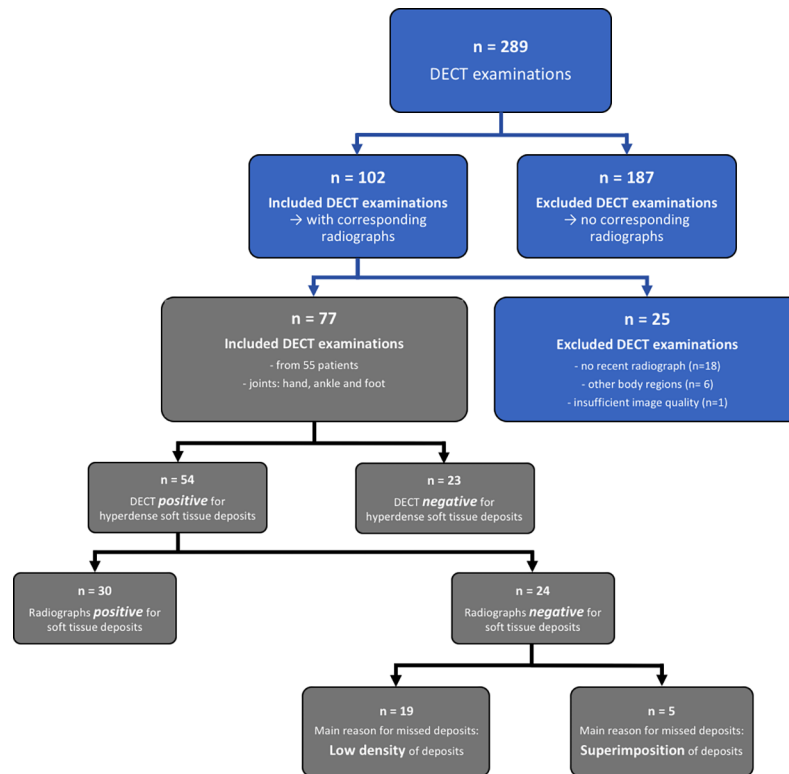 n = 289
DECT examinations
n = 102
Included DECT examinations
→ with corresponding
radiographs
n = 187
Excluded DECT examinations
→ no corresponding
radiographs
n = 77
Included DECT examinations
- from 55 patients
- joints: hand, ankle and foot
n = 25
Excluded DECT examinations
- no recent radiograph (n=18)
- other body regions (n= 6)
- insufficient image quality (n=1)
n = 54
DECT positive for
hyperdense soft tissue deposits
n = 23
DECT negative for
hyperdense soft tissue deposits
n = 30
Radiographs positive for
soft tissue deposits
n = 24
Radiographs negative for
soft tissue deposits
n = 19
Main reason for missed deposits:
Low density of deposits
n = 5
Main reason for missed deposits:
Superimposition of deposits